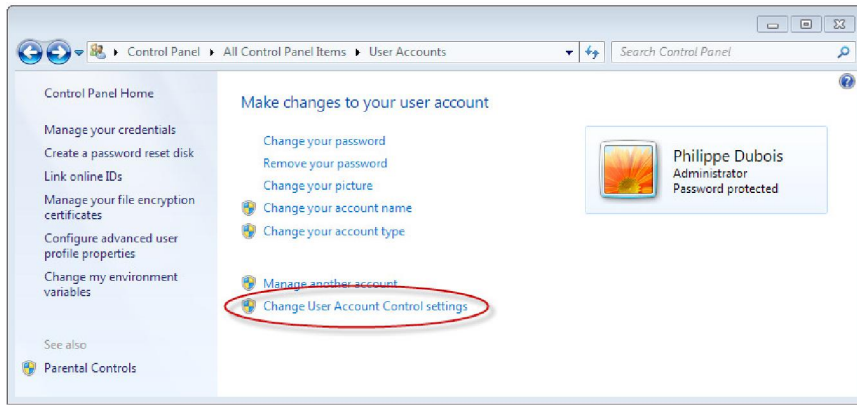 Control Panel ▸ All Control Panel Items ▸ User Accounts
Search Control Panel
Control Panel Home
Manage your credentials
Create a password reset disk
Link online IDs
Manage your file encryption
certificates
Configure advanced user
profile properties
Change my environment
variables
See also
Parental Controls
Make changes to your user account
Change your password
Remove your password
Change your picture
Change your account name
Change your account type
Manage another account
Change User Account Control settings
Philippe Dubois
Administrator
Password protected